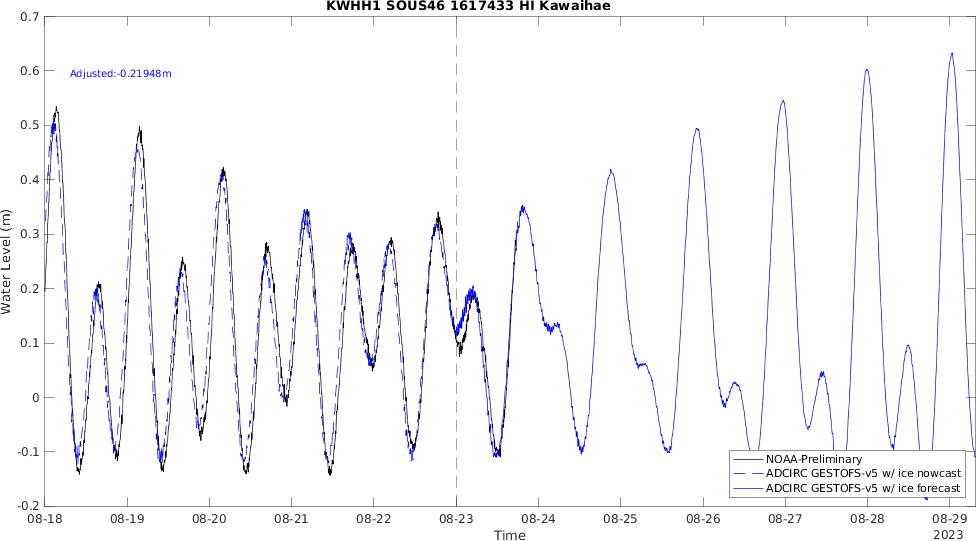 KWHH1 SOUS46 1617433 HI Kawaihae
Adjusted:-0.21948m
Water Level (m)
0.7
0.6
0.5
0.4
0.3
0.2
0.1
0
-0.1
-0.2
NOAA-Preliminary
ADCIRC GESTOFS-v5 w/ ice nowcast
ADCIRC GESTOFS-v5 w/ ice forecast
08-18 08-19 08-20 08-21 08-22 08-23 08-24 08-25 08-26 08-27 08-28 08-29
2023
Time